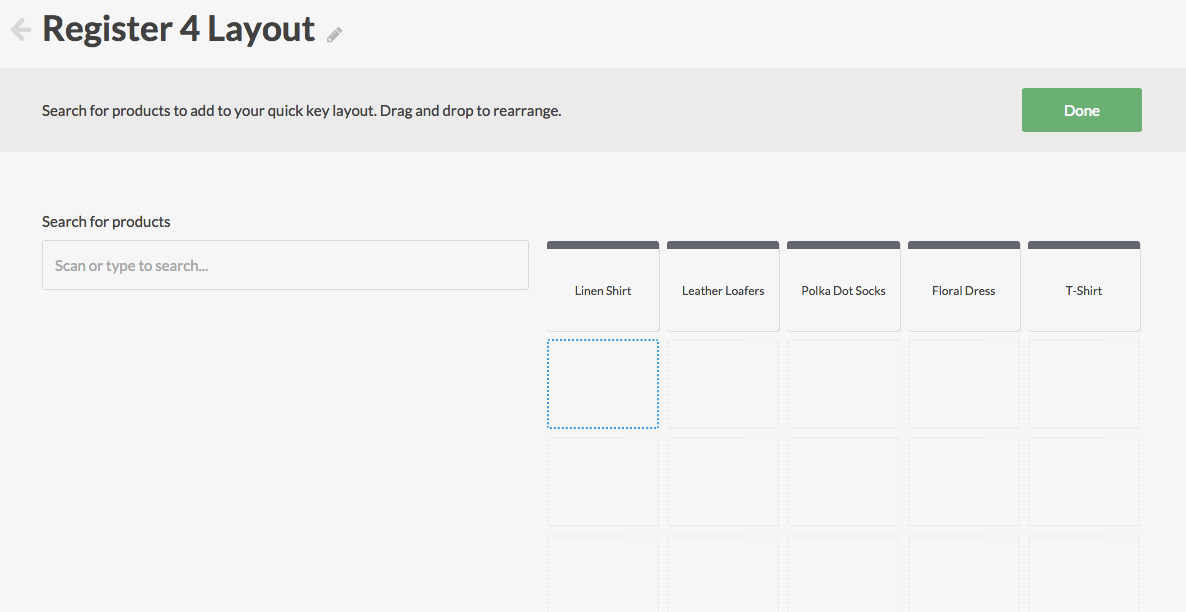 Register 4 Layout
Search for products to add to your quick key layout. Drag and drop to rearrange.
Done
Search for products
Scan or type to search...
Linen Shirt
Leather Loafers
Polka Dot Socks
Floral Dress
T-Shirt